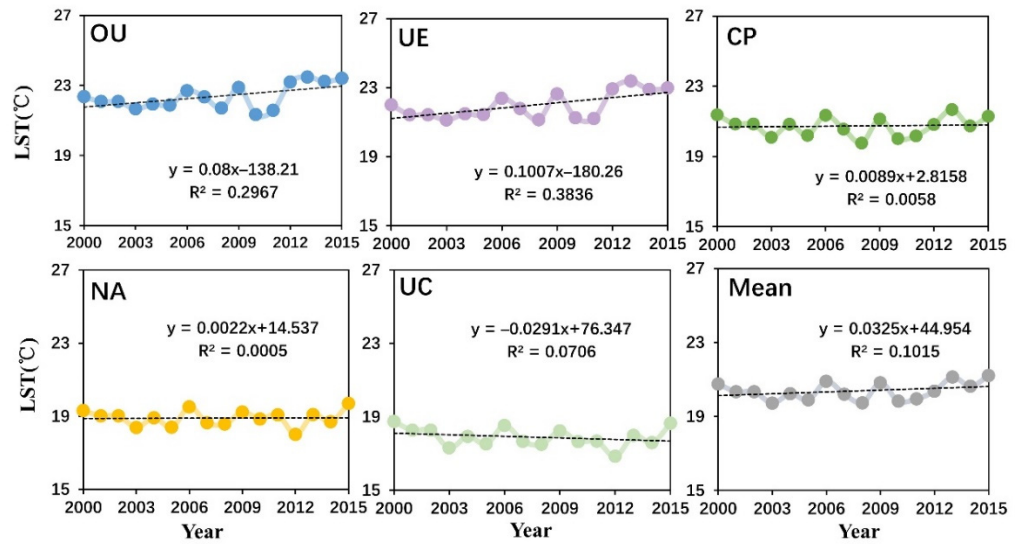 LST(℃)
27
23
19
15
OU
y = 0.08x–138.21
R² = 0.2967
2000 2003 2006 2009 2012 2015
27
23
19
15
UE
y = 0.1007x–180.26
R² = 0.3836
2000 2003 2006 2009 2012 2015
27
23
19
15
CP
y = 0.0089x+2.8158
R² = 0.0058
2000 2003 2006 2009 2012 2015
LST(℃)
27
23
19
15
NA
y = 0.0022x+14.537
R² = 0.0005
2000 2003 2006 2009 2012 2015
Year
27
23
19
15
UC
y = –0.0291x+76.347
R² = 0.0706
2000 2003 2006 2009 2012 2015
Year
27
23
19
15
Mean
y = 0.0325x+44.954
R² = 0.1015
2000 2003 2006 2009 2012 2015
Year